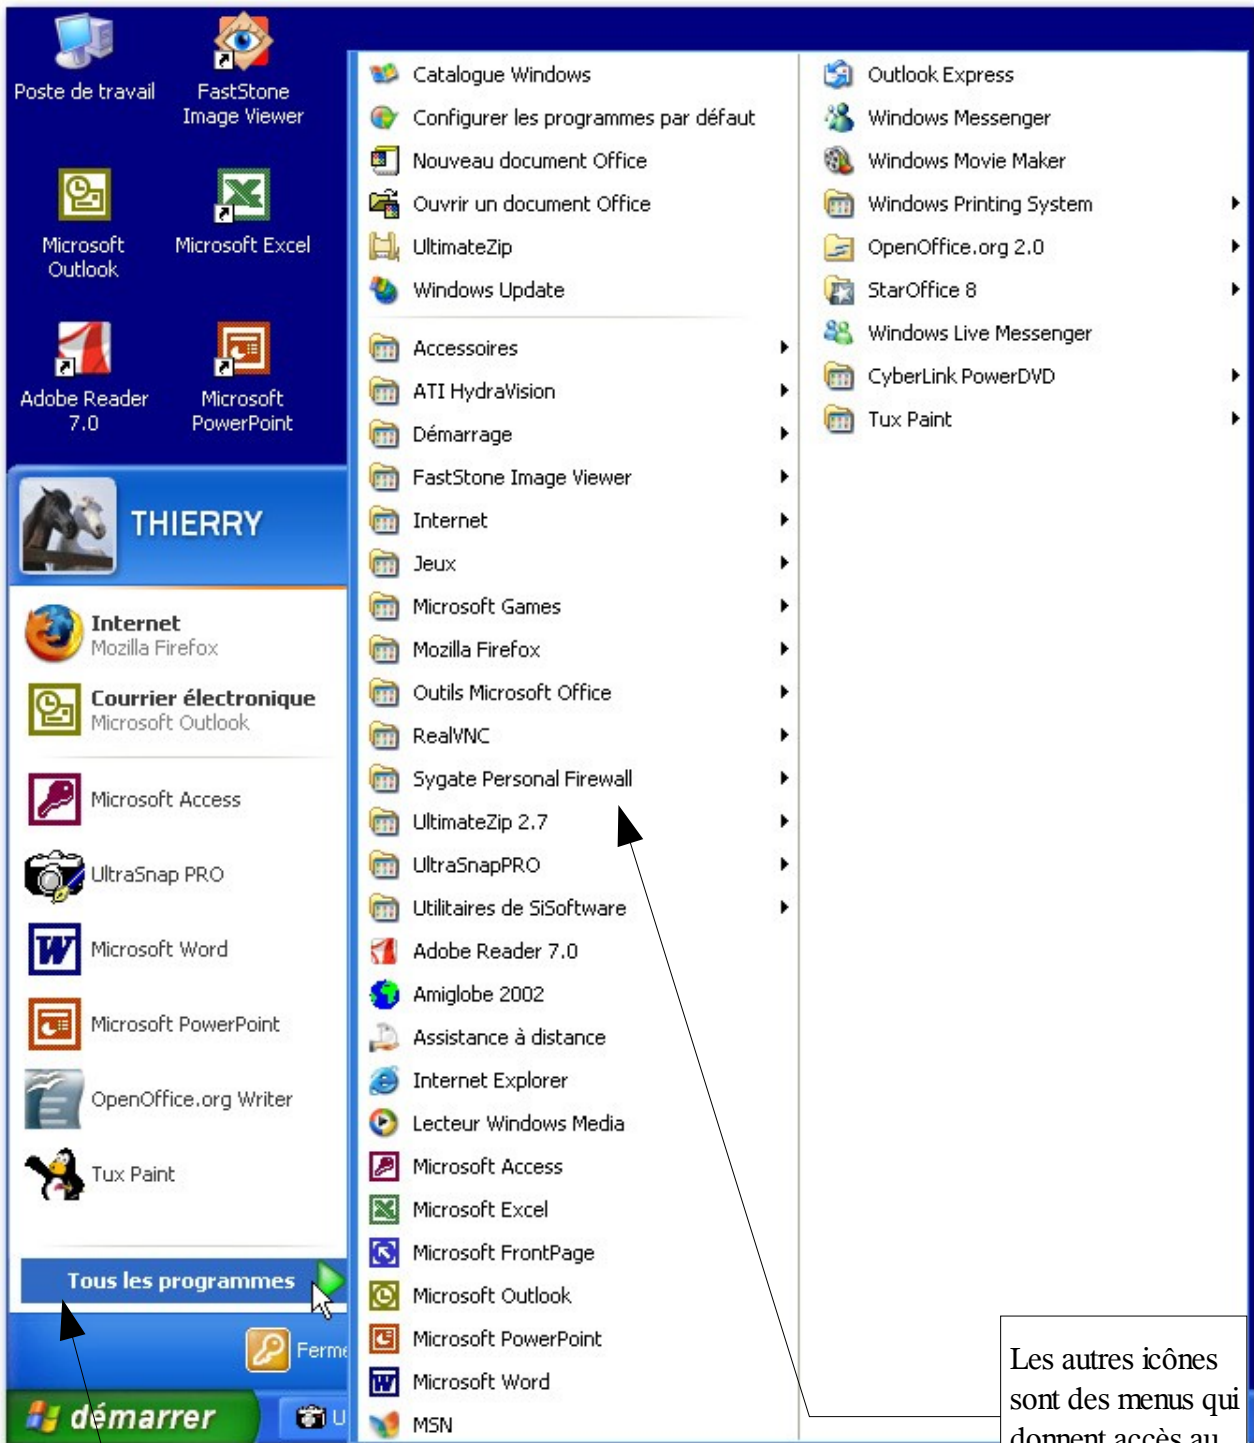 Poste de travail
FastStone
Image Viewer
Microsoft
Outlook
Microsoft Excel
Adobe Reader
7.0
Microsoft
PowerPoint
THIERRY
Internet
Mozilla Firefox
Courrier électronique
Microsoft Outlook
Microsoft Access
UltraSnap PRO
Microsoft Word
Microsoft PowerPoint
OpenOffice.org Writer
Tux Paint
Tous les programmes
Ferme
démarrer
U
Catalogue Windows
Configurer les programmes par défaut
Nouveau document Office
Ouvrir un document Office
UltimateZip
Windows Update
Accessoires
ATI HydraVision
Démarrage
FastStone Image Viewer
Internet
Jeux
Microsoft Games
Mozilla Firefox
Outils Microsoft Office
RealVNC
Sygate Personal Firewall
UltimateZip 2.7
UltraSnapPRO
Utilitaires de SiSoftware
Adobe Reader 7.0
Amiglobe 2002
Assistance à distance
Internet Explorer
Lecteur Windows Media
Microsoft Access
Microsoft Excel
Microsoft FrontPage
Microsoft Outlook
Microsoft PowerPoint
Microsoft Word
MSN
Outlook Express
Windows Messenger
Windows Movie Maker
Windows Printing System
OpenOffice.org 2.0
StarOffice 8
Windows Live Messenger
CyberLink PowerDVD
Tux Paint
Les autres icônes
sont des menus qui
donnent accès au